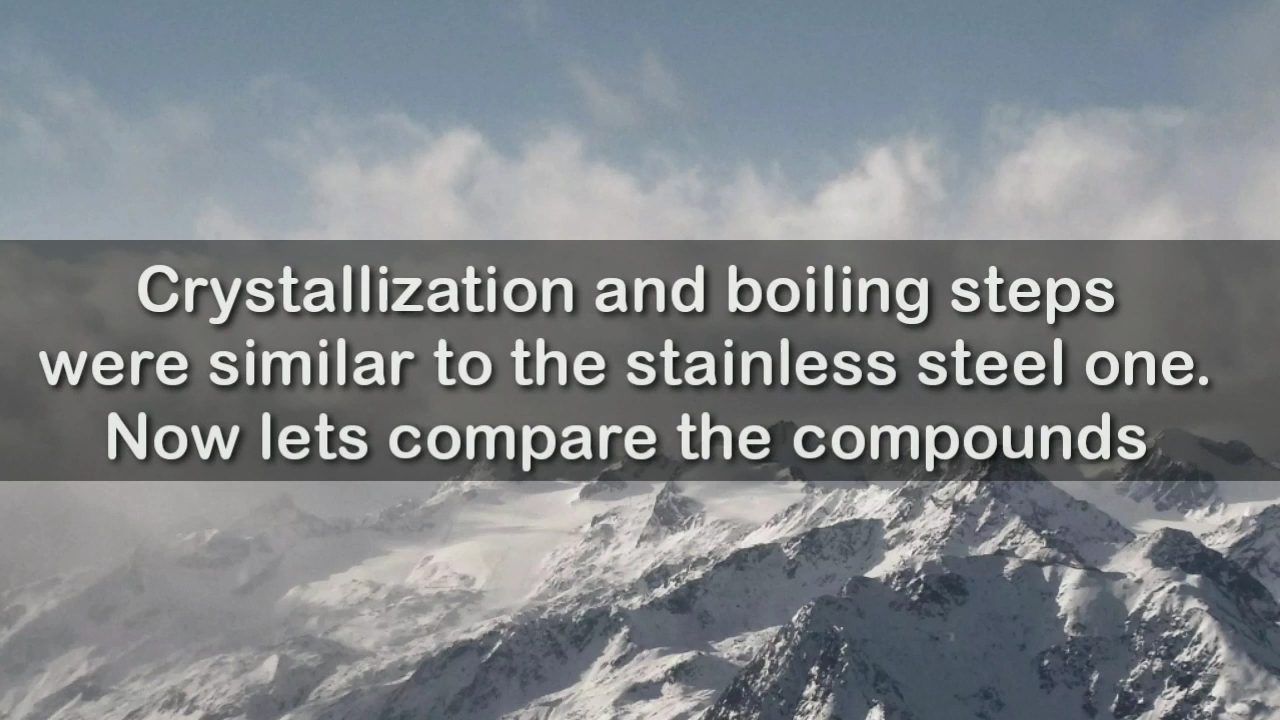 Crystallization and boiling steps
were similar to the stainless steel one.
Now lets compare the compounds